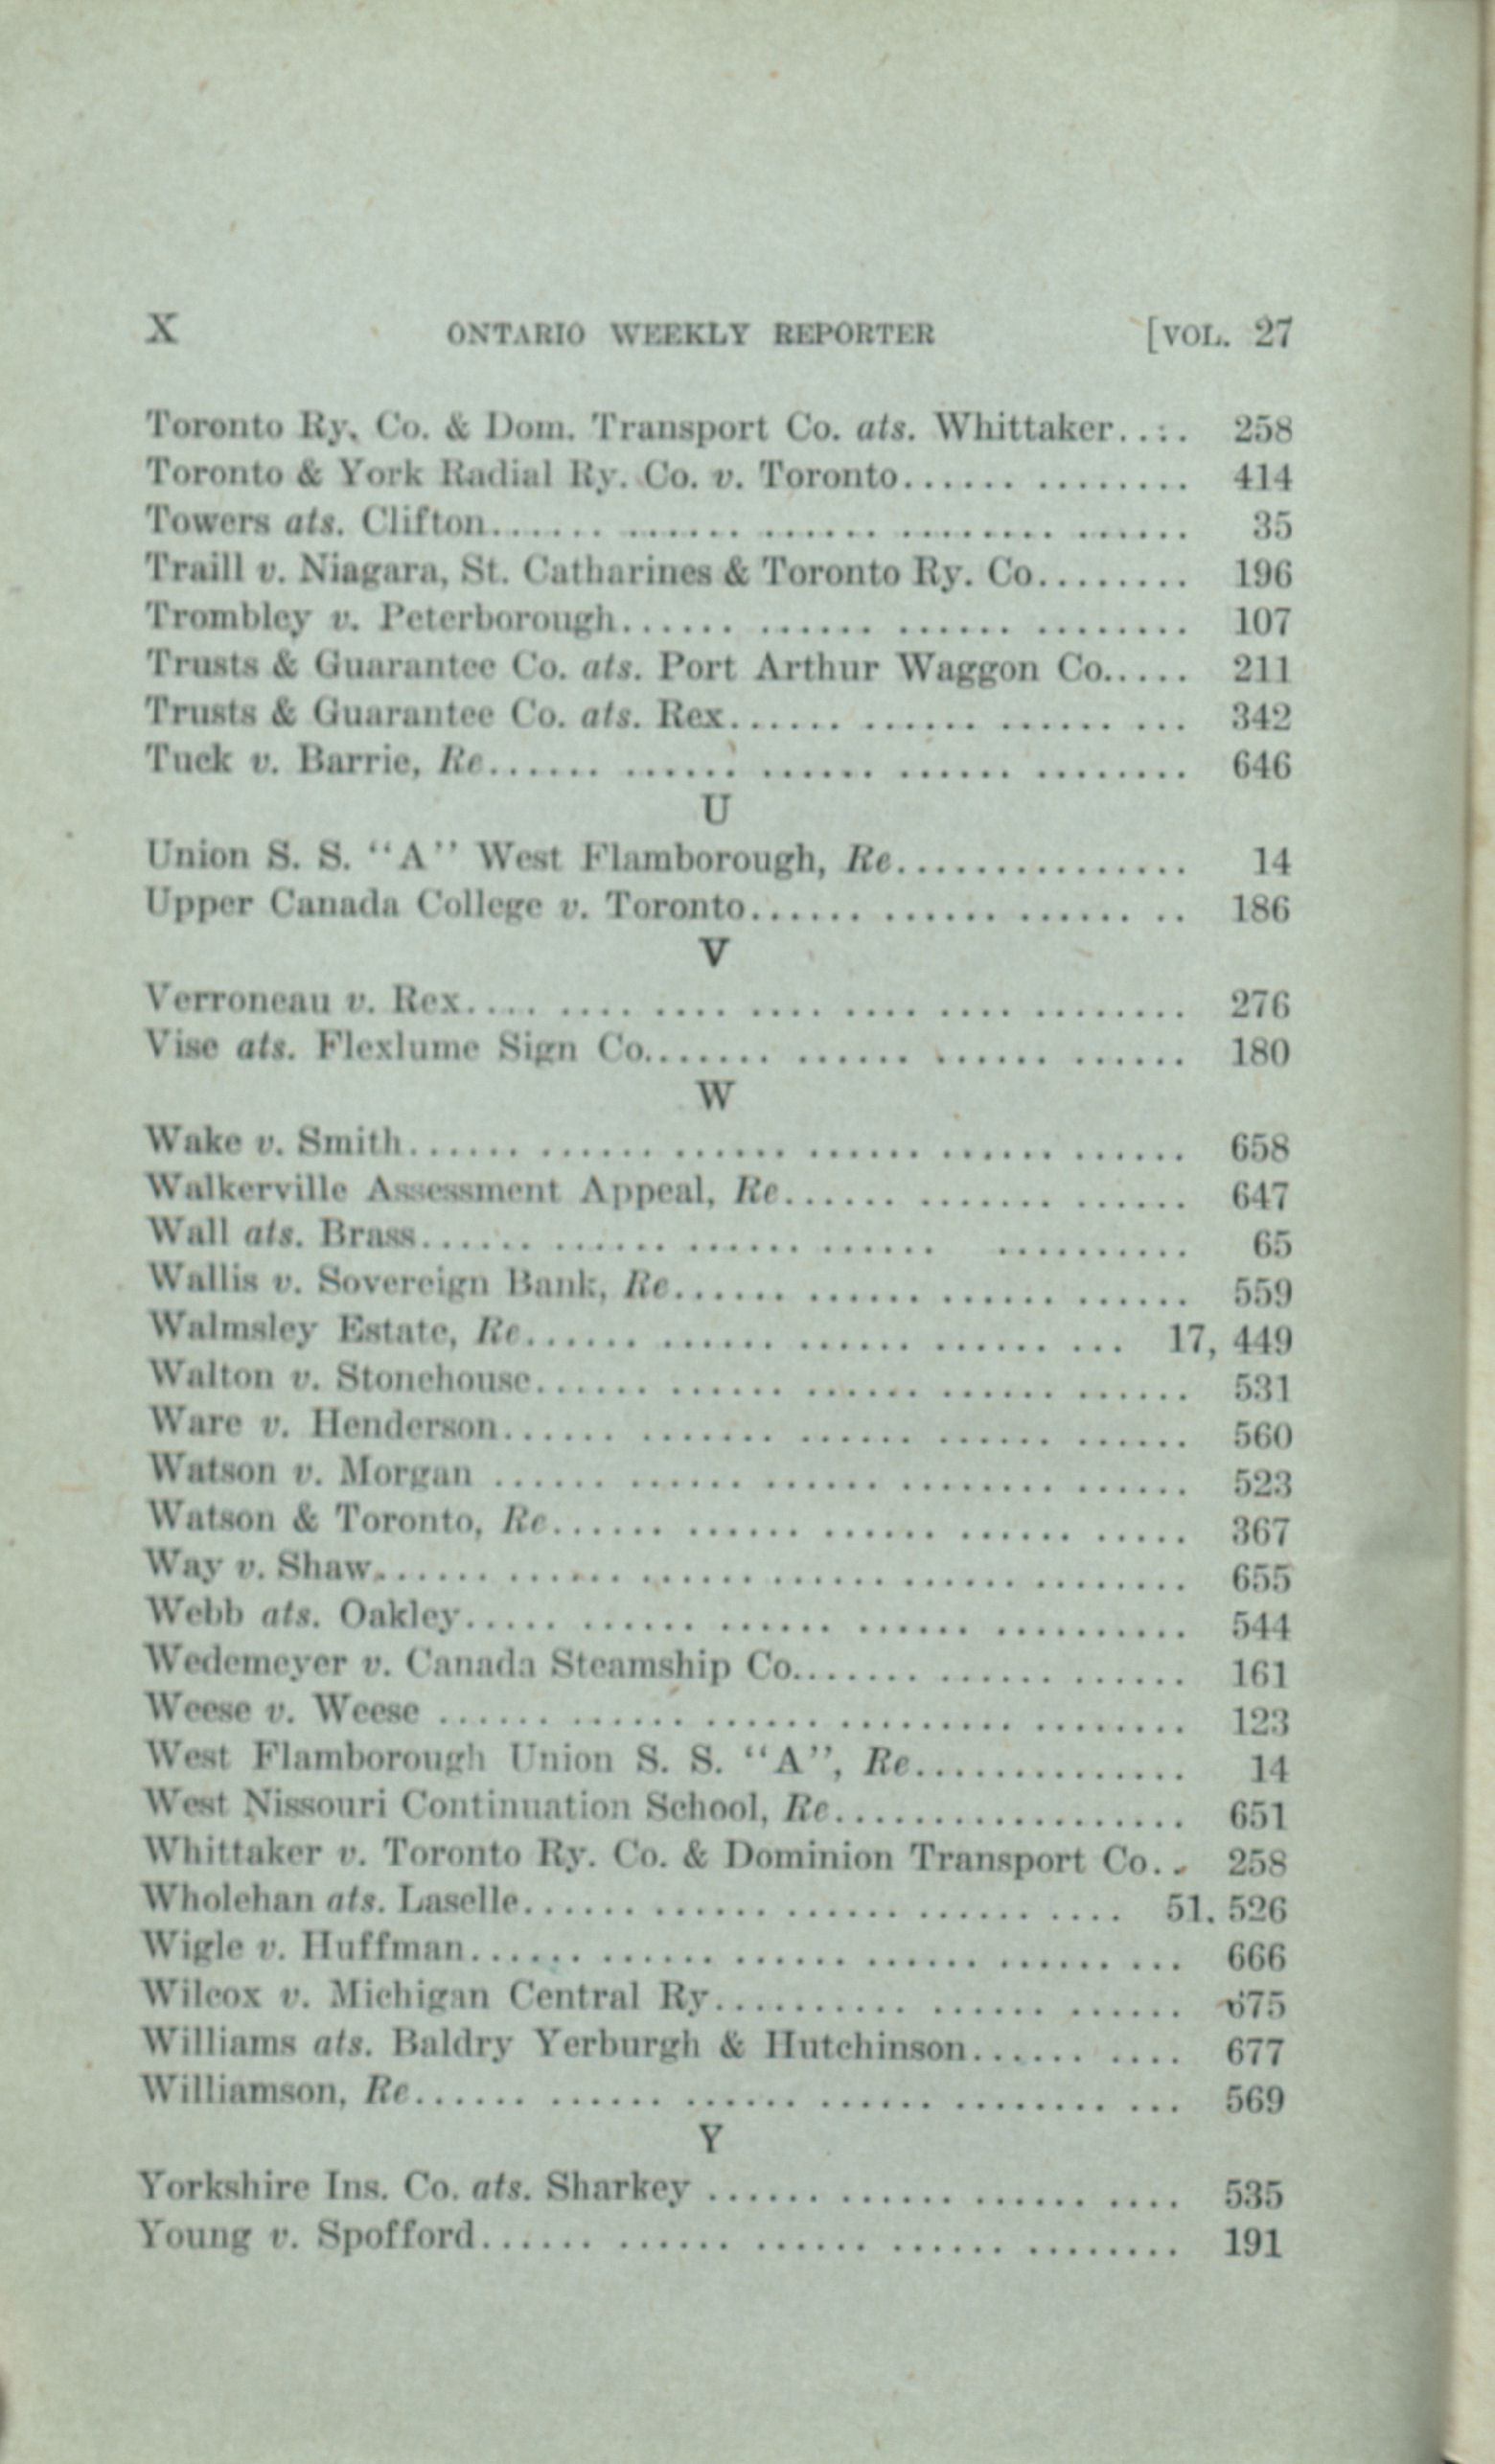 X ONTARIO WEEKLY REPORTER [VOL. 27
Toronto Ry. Co. & Dom. Transport Co. ats. Whittaker..:. 258
Toronto & York Radial Ry. Co. v. Toronto...... ......... 414
Towers ats. Clifton...... ...... ...... ........ ...... 35
Traill v. Niagara, St. Catharines & Toronto Ry. Co......... 196
Trombley v. Peterborough...... ...... ...... ........ 107
Trusts & Guarantee Co. ats. Port Arthur Waggon Co..... 211
Trusts & Guarantee Co. ats. Rex...... ...... ...... ... 342
Tuck v. Barrie, Re...... ...... ...... ...... ........ 646
U
Union S. S. "A" West Flamborough, Re............... 14
Upper Canada College v. Toronto...... ...... ...... .. 186
V
Verroneau v. Rex.... .... .... .... .... .... ........ 276
Vise ats. Flexlume Sign Co....... ...... ...... ...... 180
W
Wake v. Smith...... ...... ...... ...... ...... ...... 658
Walkerville Assessment Appeal, Re...... ....... ...... 647
Wall ats. Brass...... ...... ...... ...... .......... 65
Wallis v. Sovereign Bank, Re...... ...... ...... ...... 559
Walmsley Estate, Re...... ...... ...... ...... ... 17, 449
Walton v. Stonehouse...... ...... ...... ...... ...... 531
Ware v. Henderson...... ....... ...... ...... ...... 560
Watson v. Morgan ...... ...... ...... ........ ...... 523
Watson & Toronto, Re...... ...... ...... ...... ..... 367
Way v. Shaw....... ...... ...... ...... ...... ........ 655
Webb ats. Oakley..... ...... ...... ...... .......... 544
Wedemeyer v. Canada Steamship Co....... ...... ...... 161
Weese v. Weese ...... ...... ...... ......... ........ 123
West Flamborough Union S. S. "A", Re............... 14
West Nissouri Continuation School, Re.................. 651
Whittaker v. Toronto Ry. Co. & Dominion Transport Co. . 258
Wholehan ats. Laselle...... ...... ...... ...... .... 51. 526
Wigle v. Huffman...... ...... ...... ...... ...... ... 666
Wilcox v. Michigan Central Ry.......... ...... ...... 675
Williams ats. Baldry Yerburgh & Hutchinson...... .... 677
Williamson, Re...... ...... ...... ...... ........ ... 569
Y
Yorkshire Ins. Co. ats. Sharkey ...... ...... ...... .... 535
Young v. Spofford...... ...... ...... ...... ........ 191